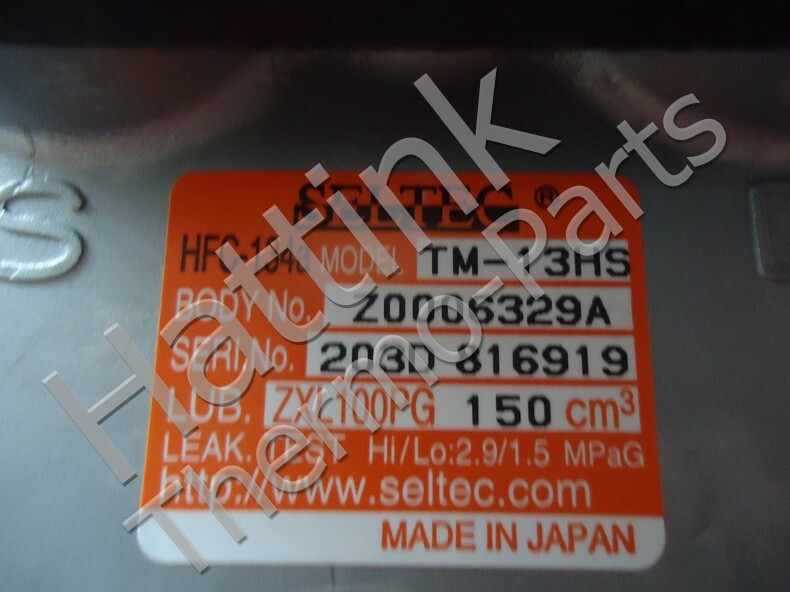 S
SELTEC ®
HFC-134a MODEL TM-13HS
BODY No. Z0006329A
SERI No. 203D 816919
LUB. ZXL100PG 150 cm³
LEAK. TEST Hi/Lo:2.9/1.5 MPaG
http://www.seltec.com
MADE IN JAPAN
Hattink
Thermo-Parts